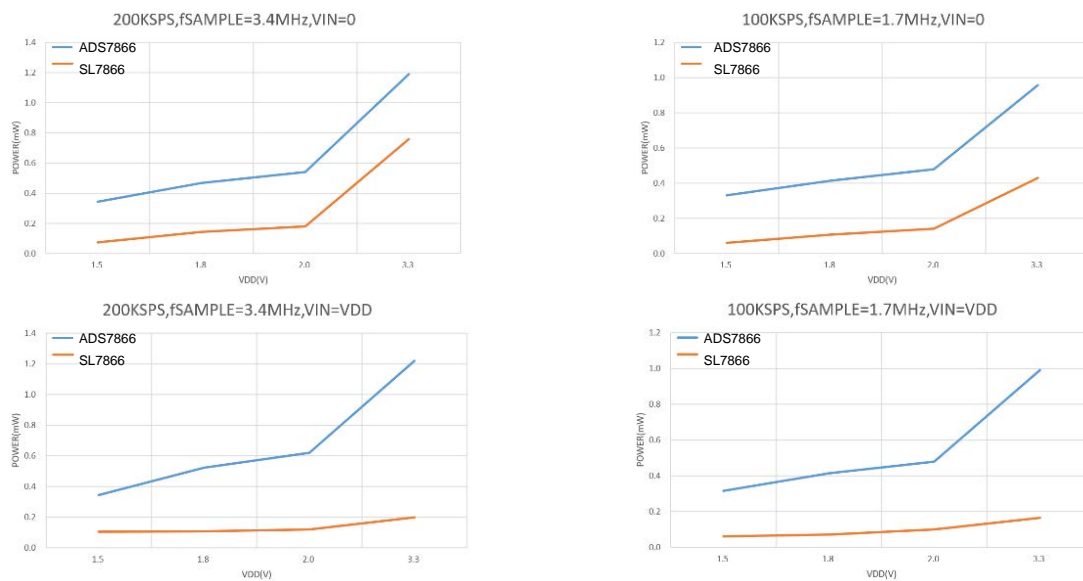 200KSPS,fSAMPLE=3.4MHz,VIN=0
ADS7866
SL7866
POWER(mW)
1.4
1.2
1.0
0.8
0.6
0.4
0.2
0.0
1.5 1.8 2.0 3.3
VDD(V)
100KSPS,fSAMPLE=1.7MHz,VIN=0
ADS7866
SL7866
POWER(mW)
1.2
1.0
0.8
0.6
0.4
0.2
0.0
1.5 1.8 2.0 3.3
VDD(V)
200KSPS,fSAMPLE=3.4MHz,VIN=VDD
ADS7866
SL7866
POWER(mW)
1.4
1.2
1.0
0.8
0.6
0.4
0.2
0.0
1.5 1.8 2.0 3.3
VDD(V)
100KSPS,fSAMPLE=1.7MHz,VIN=VDD
ADS7866
SL7866
POWER(mW)
1.2
1.0
0.8
0.6
0.4
0.2
0.0
1.5 1.8 2.0 3.3
VDD(V)